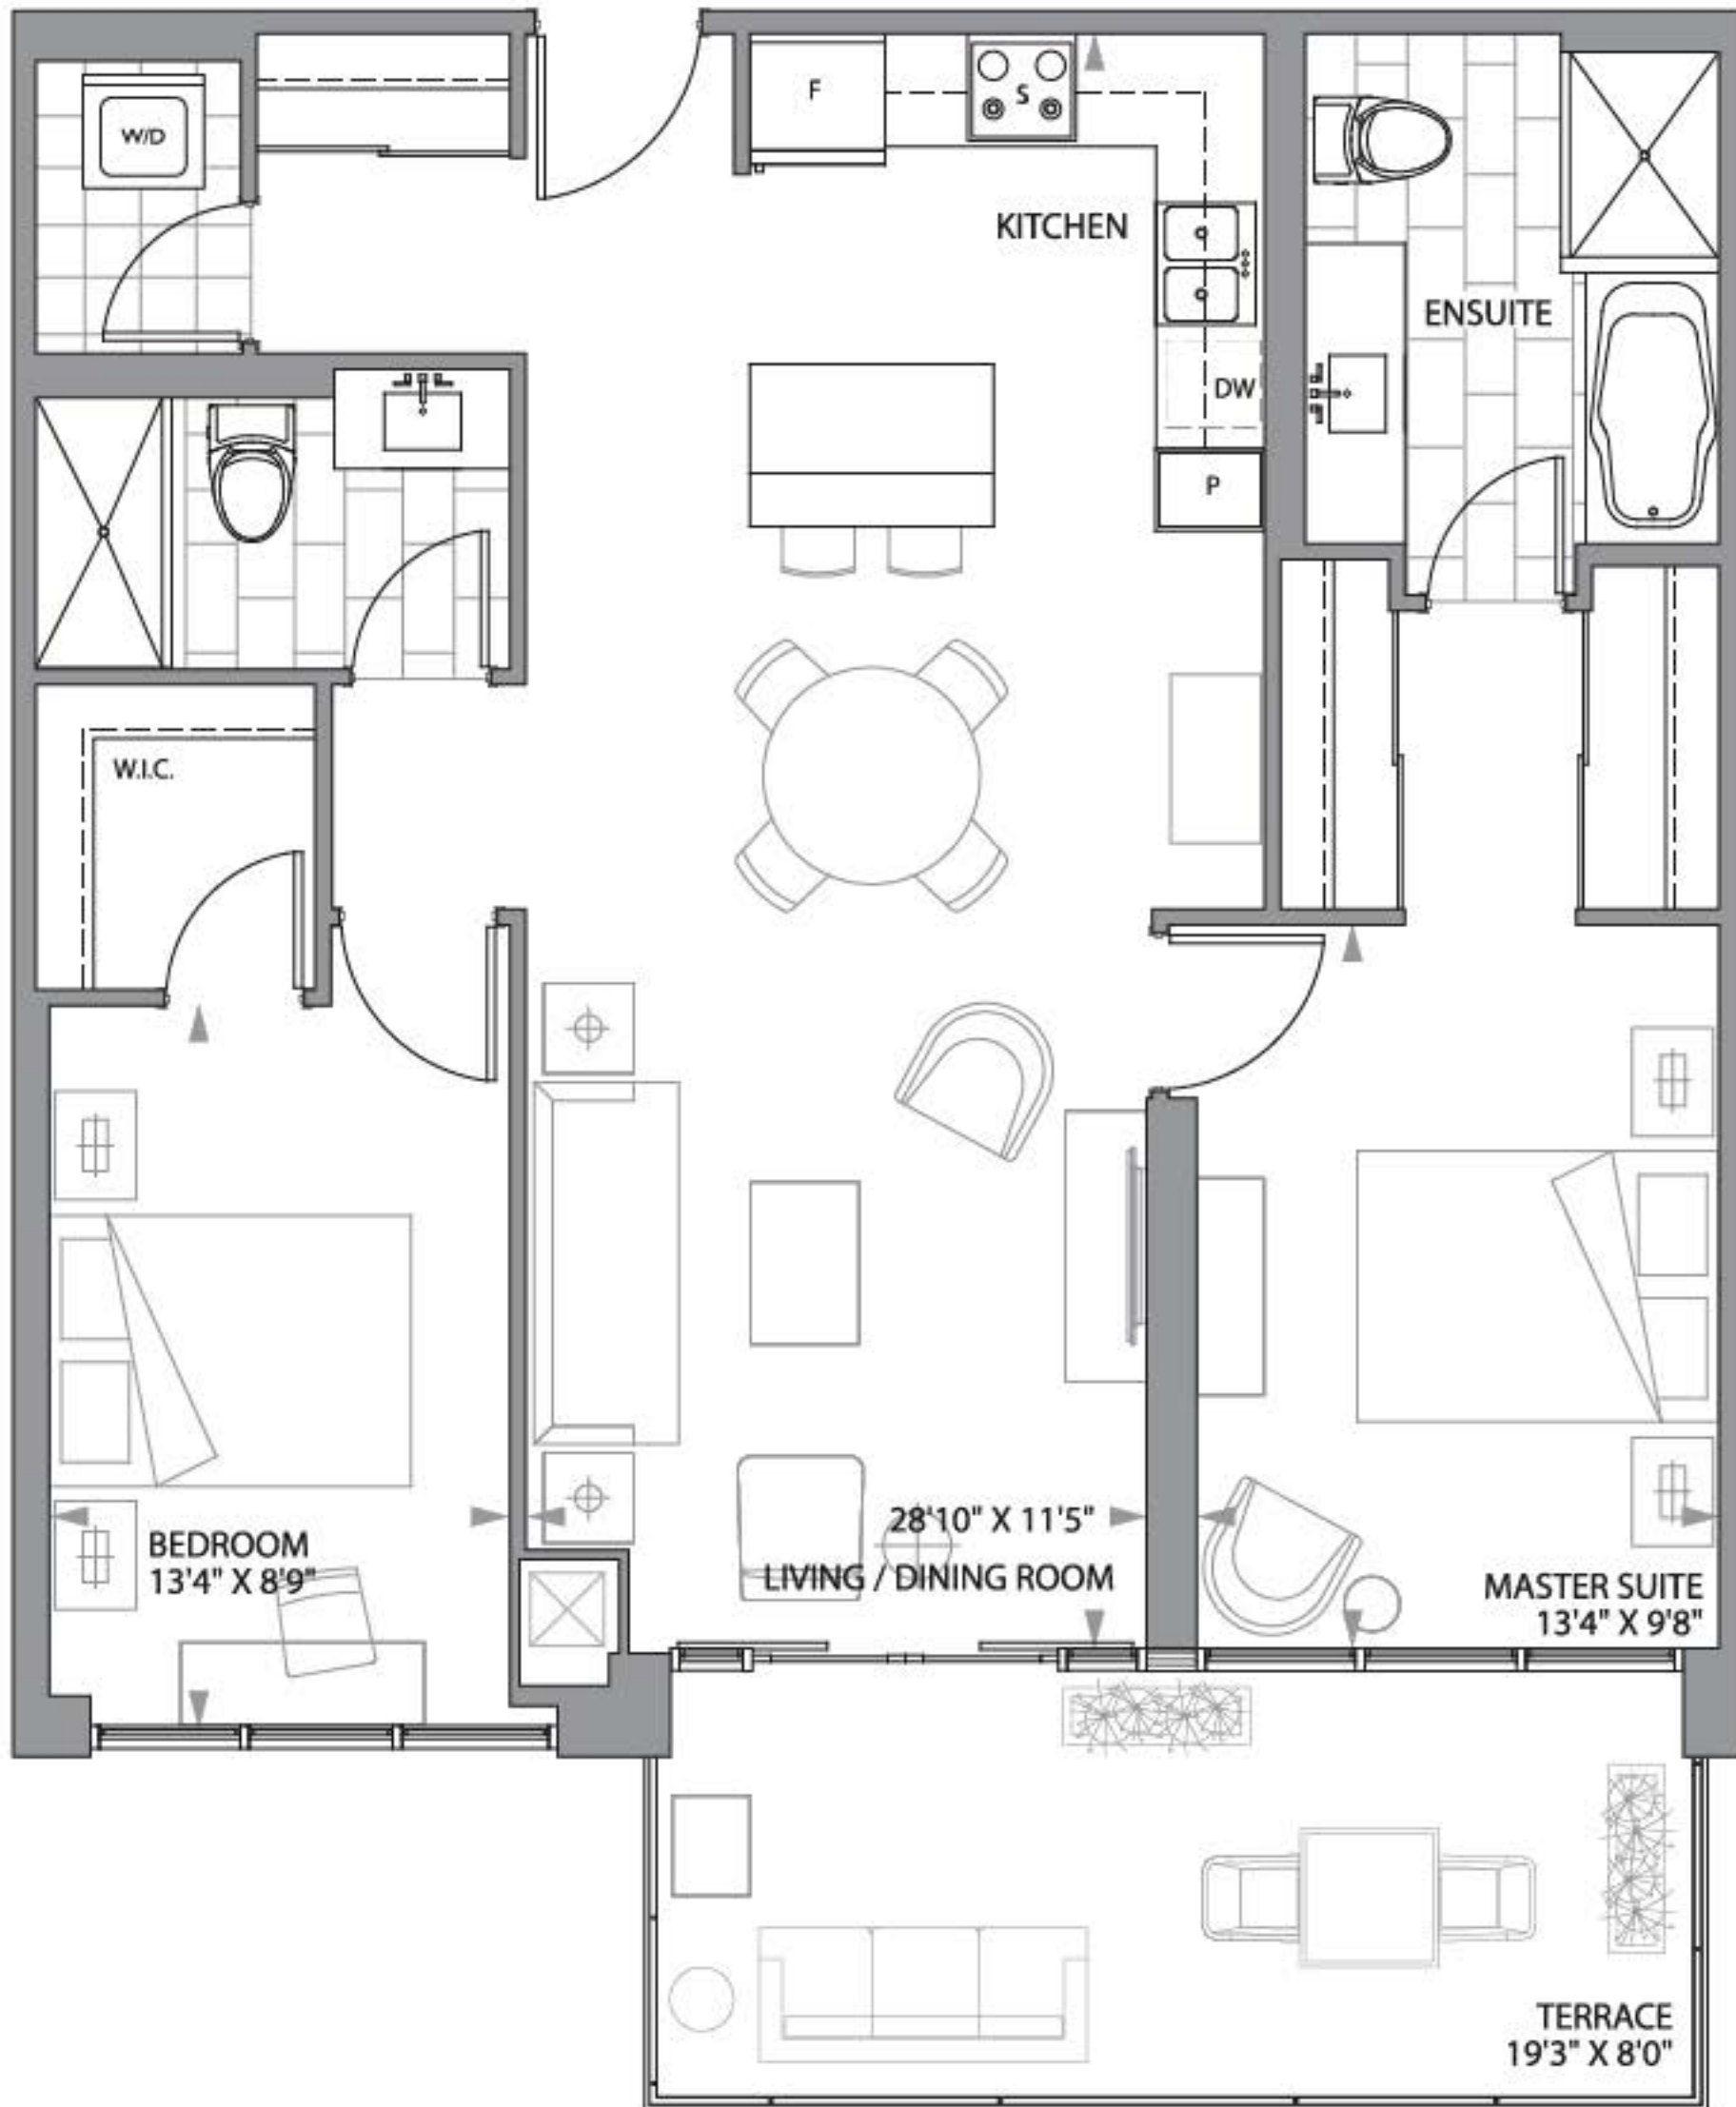 F
S
W/D
KITCHEN
ENSUITE
DW
P
W.I.C.
28'10" X 11'5"
LIVING / DINING ROOM
BEDROOM
13'4" X 8'9"
MASTER SUITE
13'4" X 9'8"
TERRACE
19'3" X 8'0"